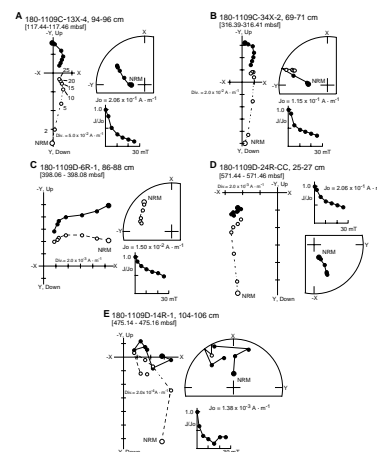 A 180-1109C-13X-4, 94-96 cm
[117.44-117.46 mbsf]
-Y, Up
X
-X
X
25
20
15
10
5
2
NRM
Y, Down
-Y
NRM
Jo = 2.06 x 10⁻¹ A · m⁻¹
1.0
J/Jo
30 mT
B 180-1109C-34X-2, 69-71 cm
[316.39-316.41 mbsf]
-Y, Up
X
-X
X
NRM
Y, Down
NRM
Jo = 1.15 x 10⁻¹ A · m⁻¹
1.0
J/Jo
30 mT
C 180-1109D-6R-1, 86-88 cm
[398.06 - 398.08 mbsf]
-Y, Up
-X
NRM
Y, Down
NRM
-Y
X
Jo = 1.50 x 10⁻² A · m⁻¹
1.0
J/Jo
30 mT
D 180-1109D-24R-CC, 25-27 cm
[571.44 - 571.46 mbsf]
-Y, Up
-X
NRM
Y, Down
Jo = 2.06 x 10⁻¹ A · m⁻¹
1.0
J/Jo
30 mT
NRM
Y
-X
E 180-1109D-14R-1, 104-106 cm
[475.14 - 475.16 mbsf]
-Y, Up
-X
X
NRM
Y, Down
X
NRM
-Y
Y
Jo = 1.38 x 10⁻³ A · m⁻¹
1.0
J/Jo
30 mT